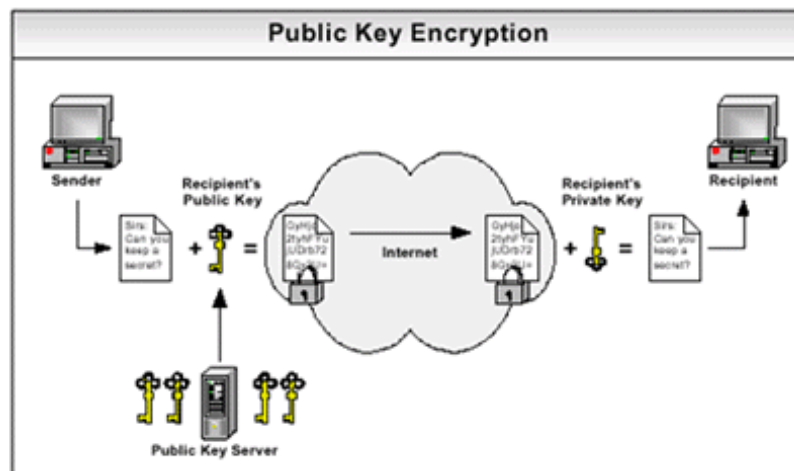 Public Key Encryption
Sender
Recipient
Recipient's
Public Key
Recipient's
Private Key
Sirs:
Can you
keep a
secret?
+
=
Internet
+
=
Sirs:
Can you
keep a
secret?
Public Key Server